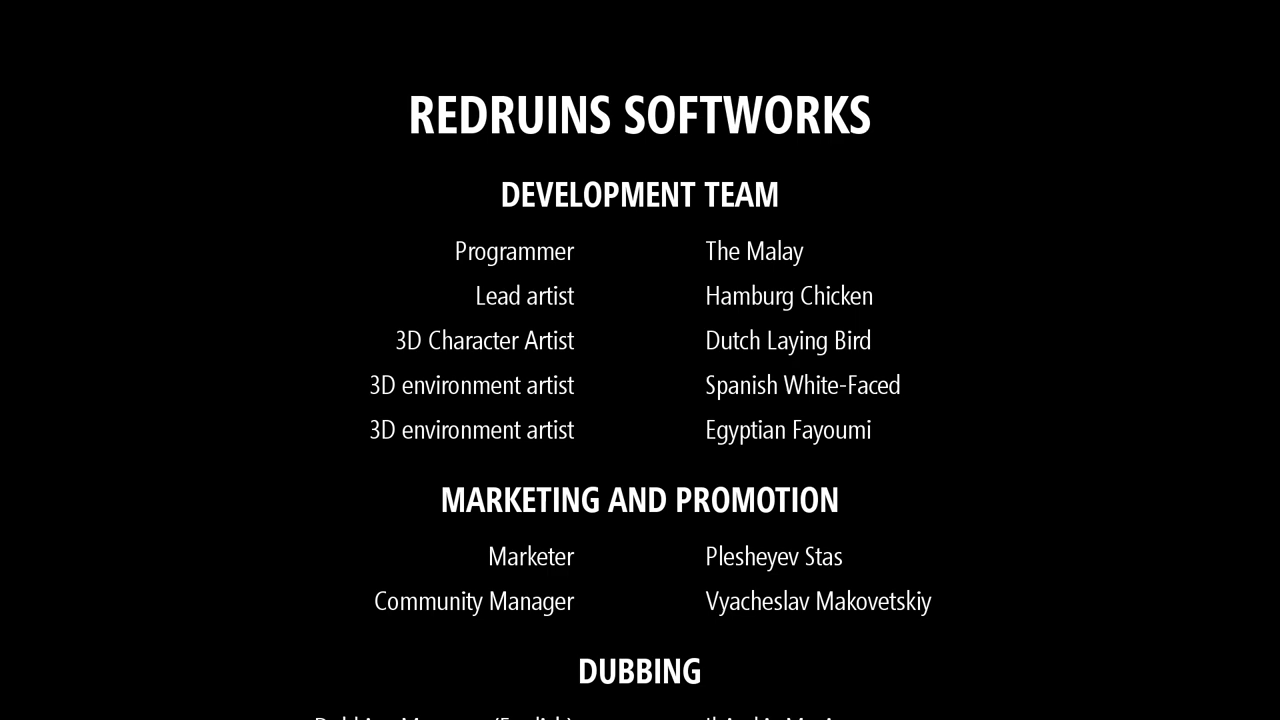 REDRUINS SOFTWORKS
DEVELOPMENT TEAM
Programmer The Malay
Lead artist Hamburg Chicken
3D Character Artist Dutch Laying Bird
3D environment artist Spanish White-Faced
3D environment artist Egyptian Fayoumi
MARKETING AND PROMOTION
Marketer Plesheyev Stas
Community Manager Vyacheslav Makovetskiy
DUBBING